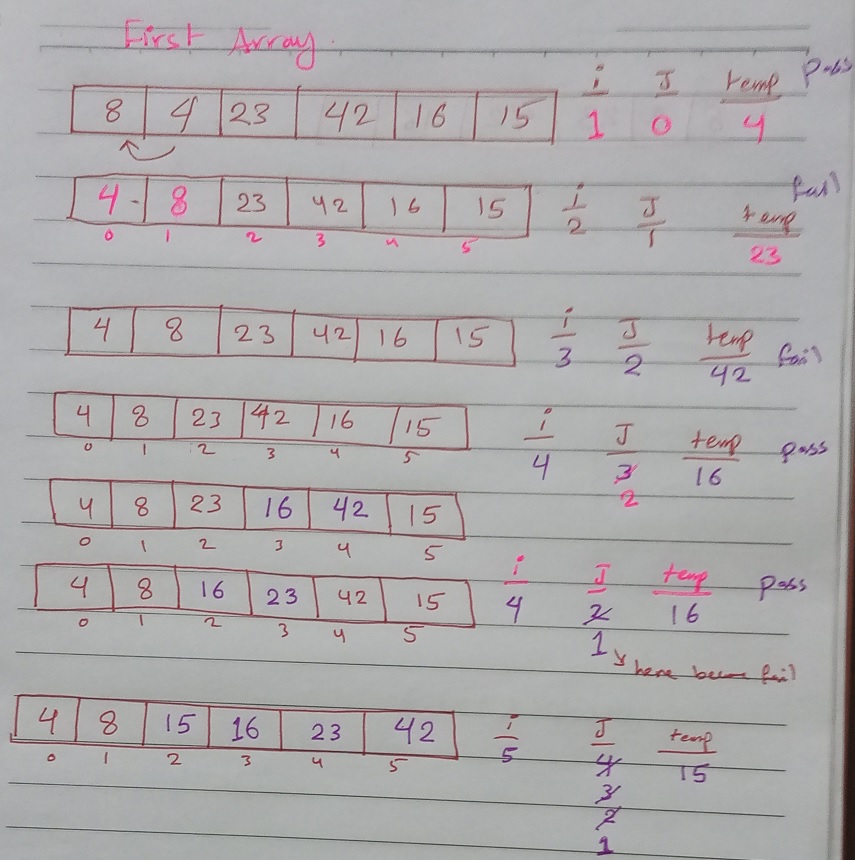 First Array.
i J temp pass
8 4 23 42 16 15 1 0 4
fail
4 8 23 42 16 15 i J temp
0 1 2 3 4 5 2 1 23
4 8 23 42 16 15 i J temp fail
3 2 42
4 8 23 42 16 15 i J temp pass
0 1 2 3 4 5 4 3 16
2
4 8 23 16 42 15
0 1 2 3 4 5
4 8 16 23 42 15 i J temp pass
0 1 2 3 4 5 4 2 16
1 here became fail
4 8 15 16 23 42 i J temp
0 1 2 3 4 5 5 4 15
3
2
1